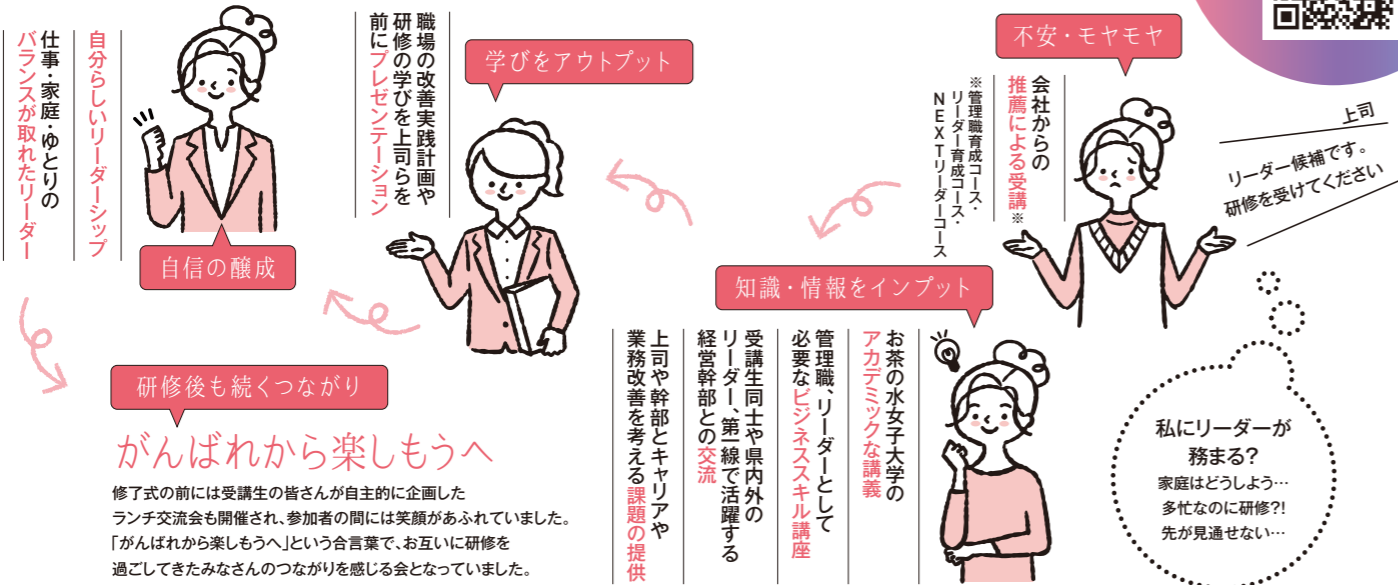 不安・モヤモヤ
上司
リーダー候補です。
研修を受けてください
会社からの
推薦による受講※
※管理職育成コース・
リーダー育成コース・
NEXTリーダーコース
私にリーダーが
務まる?
家庭はどうしよう…
多忙なのに研修?!
先が見通せない…
知識・情報をインプット
お茶の水女子大学の
アカデミックな講義
管理職、リーダーとして
必要なビジネススキル講座
受講生同士や県内外の
リーダー、第一線で活躍する
経営幹部との交流
上司や幹部とキャリアや
業務改善を考える課題の提供
学びをアウトプット
職場の改善実践計画や
研修の学びを上司らを
前にプレゼンテーション
自信の醸成
自分らしいリーダーシップ
仕事・家庭・ゆとりの
バランスが取れたリーダー
研修後も続くつながり
がんばれから楽しもうへ
修了式の前には受講生の皆さんが自主的に企画した
ランチ交流会も開催され、参加者の間には笑顔があふれていました。
「がんばれから楽しもうへ」という合言葉で、お互いに研修を
過ごしてきたみなさんのつながりを感じる会となっていました。